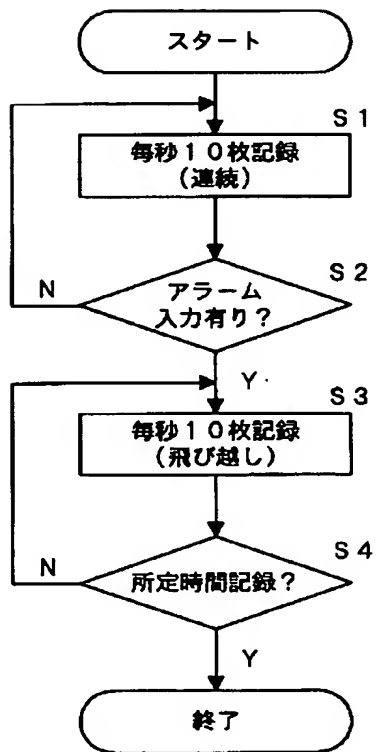 スタート
S1
毎秒10枚記録
(連続)
S2
アラーム
入力有り?
N
Y
S3
毎秒10枚記録
(飛び越し)
S4
所定時間記録?
N
Y
終了